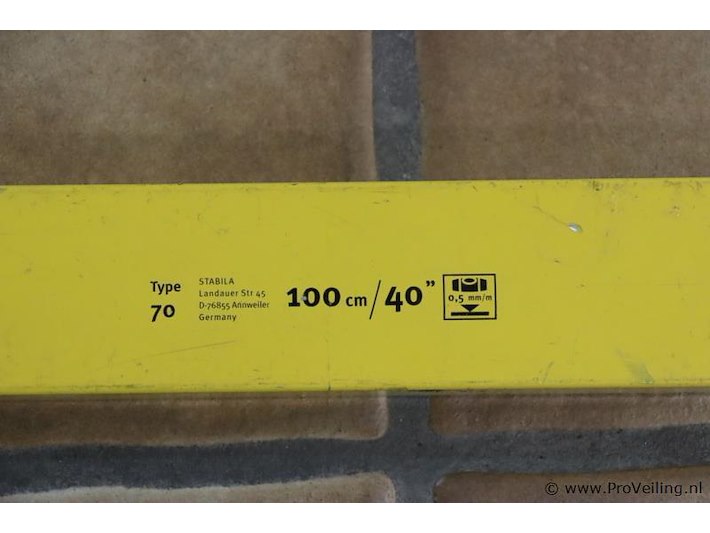 Type
70
STABILA
Landauer Str 45
D-76855 Annweiler
Germany
100 cm/40”
0,5 mm/m
© www.ProVeiling.nl